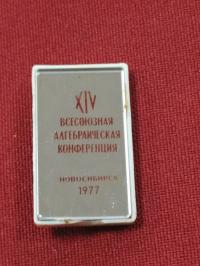 XIV
ВСЕСОЮЗНАЯ
АЛГЕБРАИЧЕСКАЯ
КОНФЕРЕНЦИЯ
НОВОСИБИРСК
1977